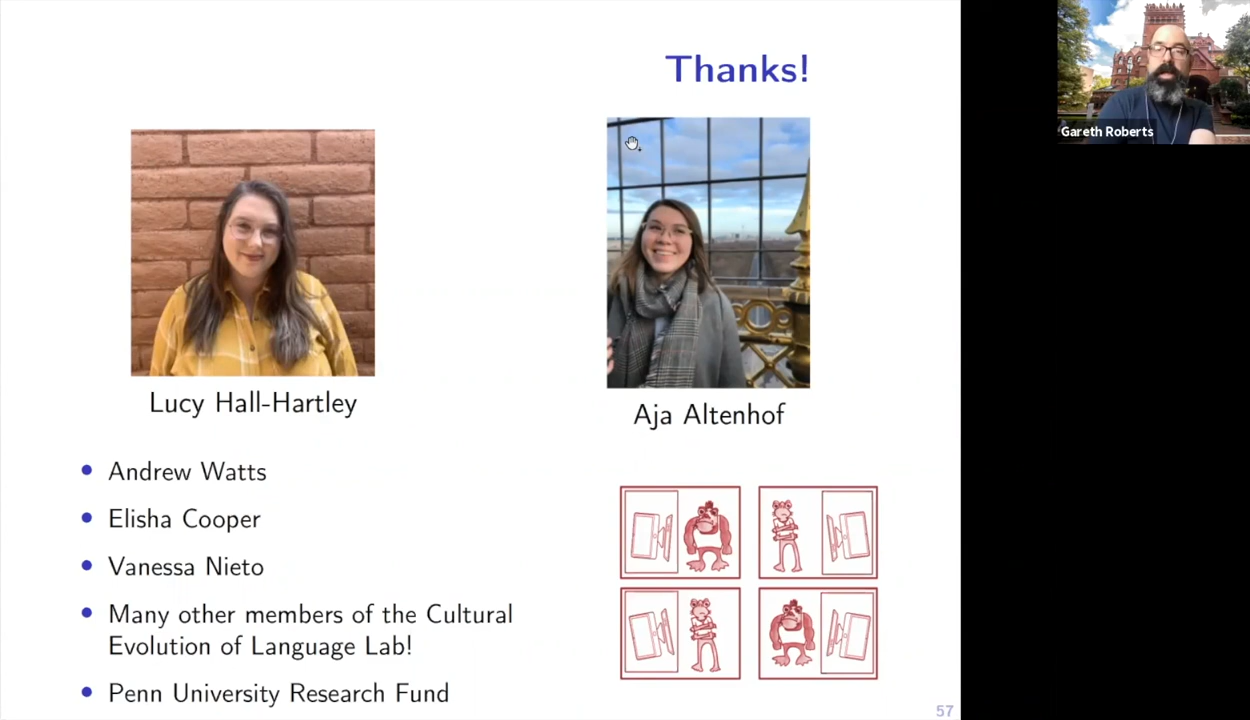 Thanks!
Gareth Roberts
Lucy Hall-Hartley
Aja Altenhof
Andrew Watts
Elisha Cooper
Vanessa Nieto
Many other members of the Cultural
Evolution of Language Lab!
Penn University Research Fund
57